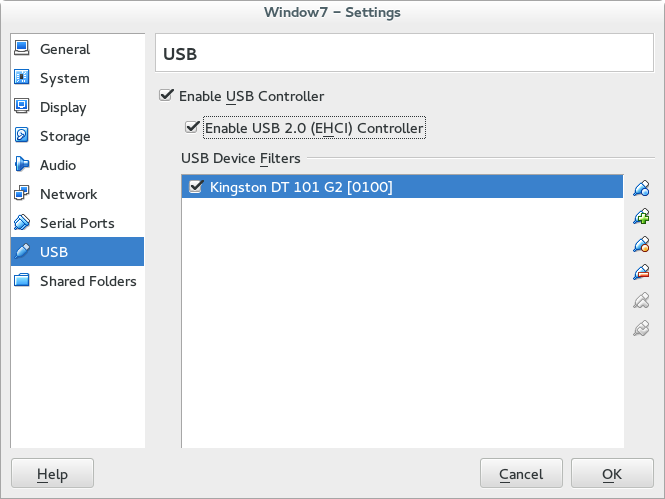 Window7 – Settings
General
System
Display
Storage
Audio
Network
Serial Ports
USB
Shared Folders
USB
Enable USB Controller
Enable USB 2.0 (EHCI) Controller
USB Device Filters
Kingston DT 101 G2 [0100]
Help
Cancel
OK